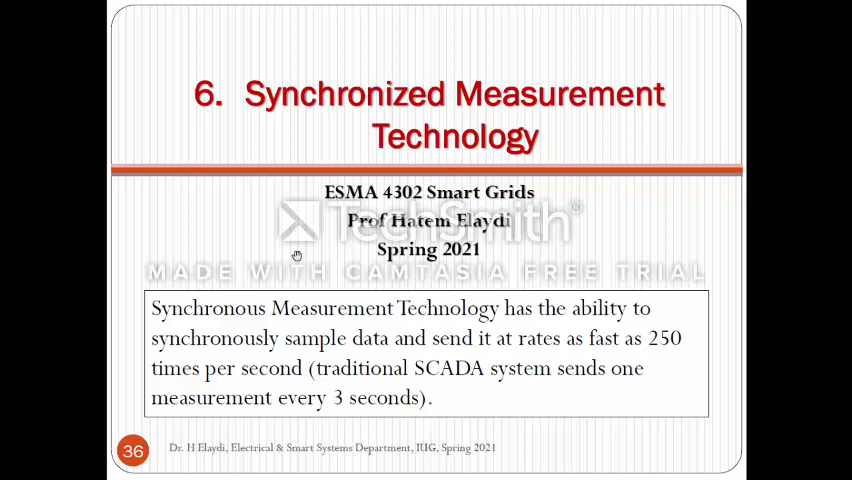 6. Synchronized Measurement
Technology
ESMA 4302 Smart Grids
Prof Hatem Elaydi
Spring 2021
TechSmith®
MADE WITH CAMTASIA FREE TRIAL
Synchronous Measurement Technology has the ability to
synchronously sample data and send it at rates as fast as 250
times per second (traditional SCADA system sends one
measurement every 3 seconds).
36
Dr. H Elaydi, Electrical & Smart Systems Department, IUG, Spring 2021